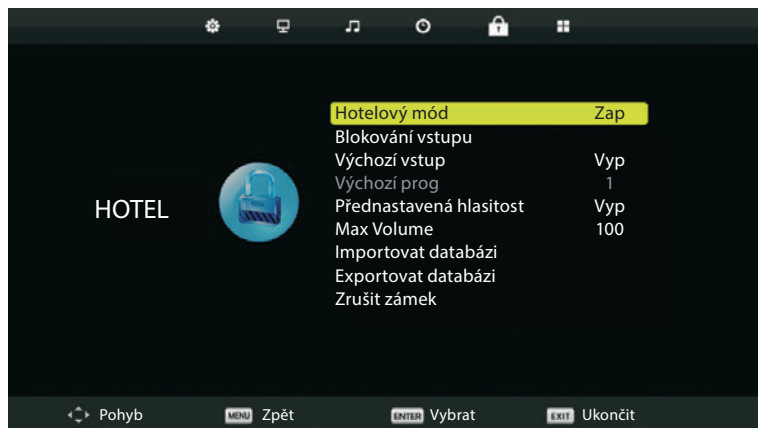 HOTEL
Hotelový mód Zap
Blokování vstupu
Výchozí vstup Vyp
Výchozí prog 1
Přednastavená hlasitost Vyp
Max Volume 100
Importovat databázi
Exportovat databázi
Zrušit zámek
Pohyb MENU Zpět ENTER Vybrat EXIT Ukončit